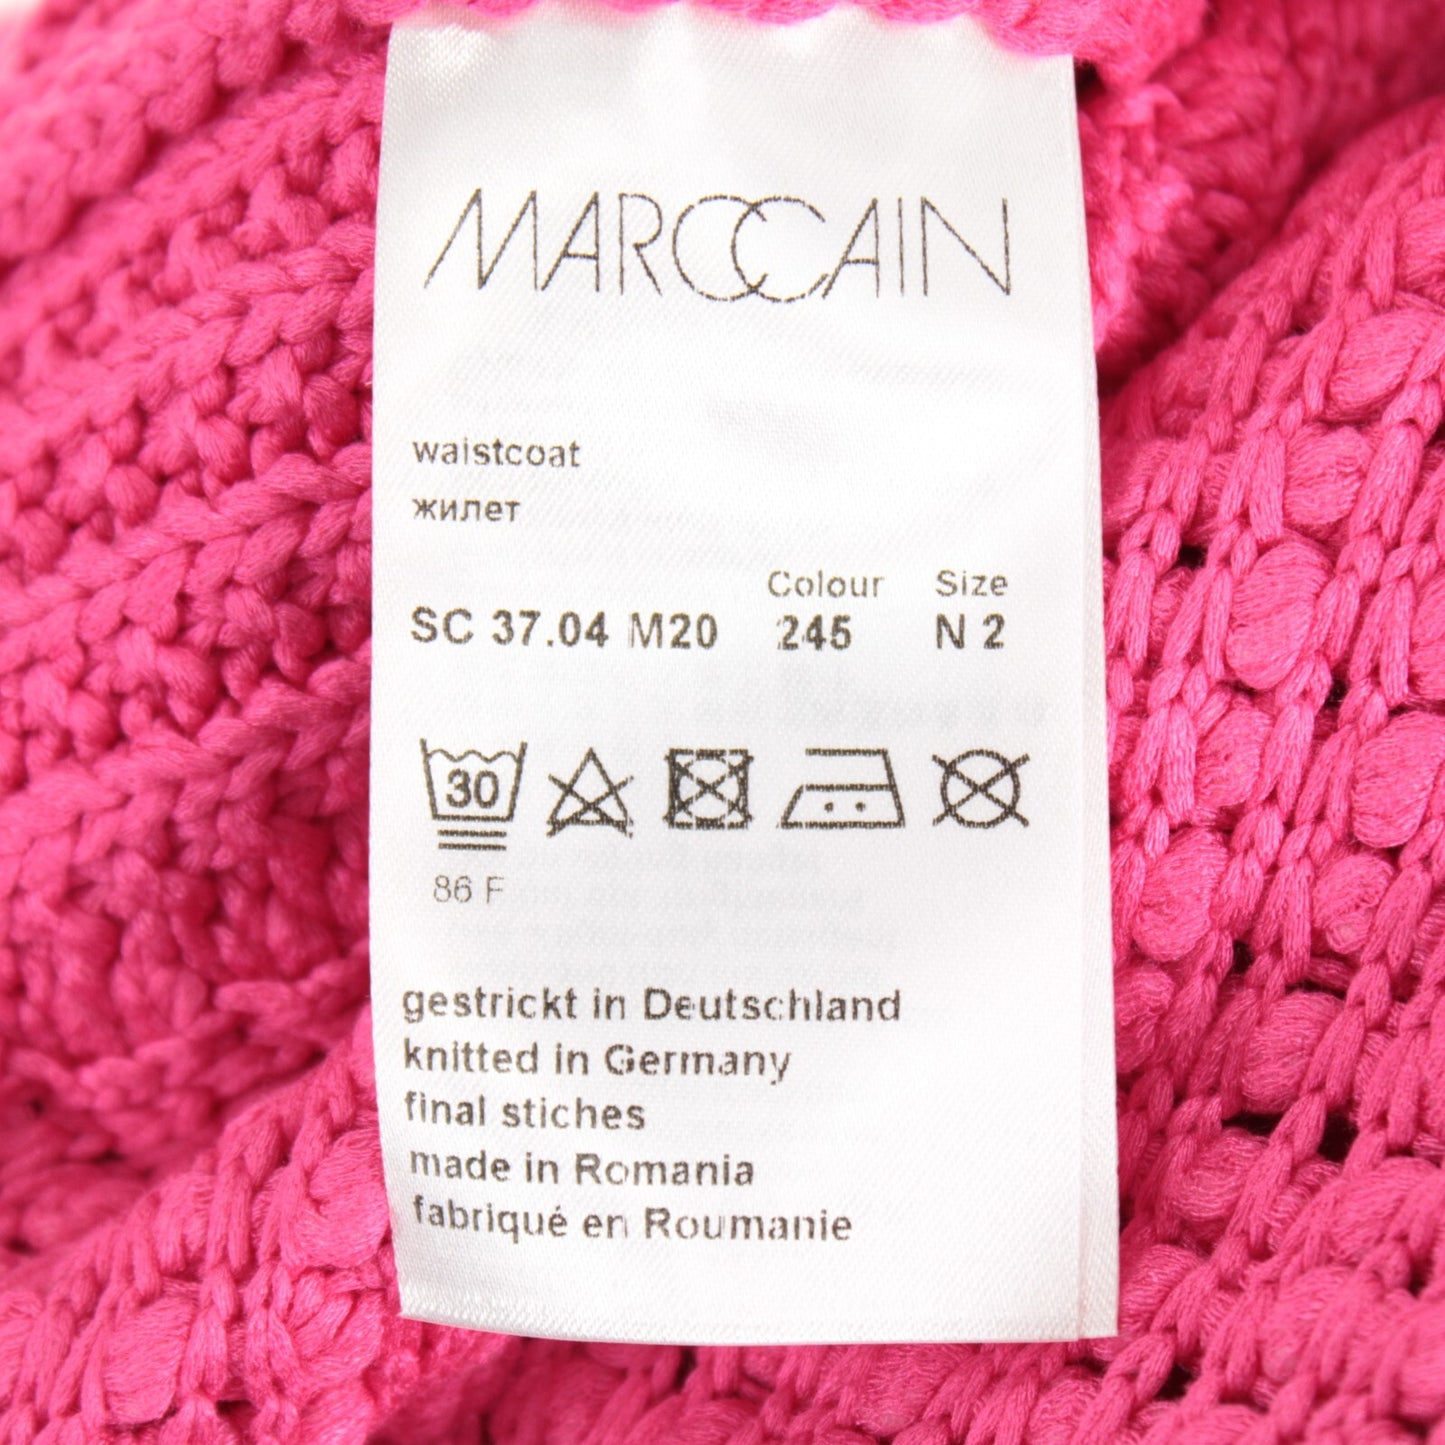 MARCCAIN
waistcoat
жилет
Colour Size
SC 37.04 M20 245 N 2
30
86 F
gestrickt in Deutschland
knitted in Germany
final stiches
made in Romania
fabriqué en Roumanie